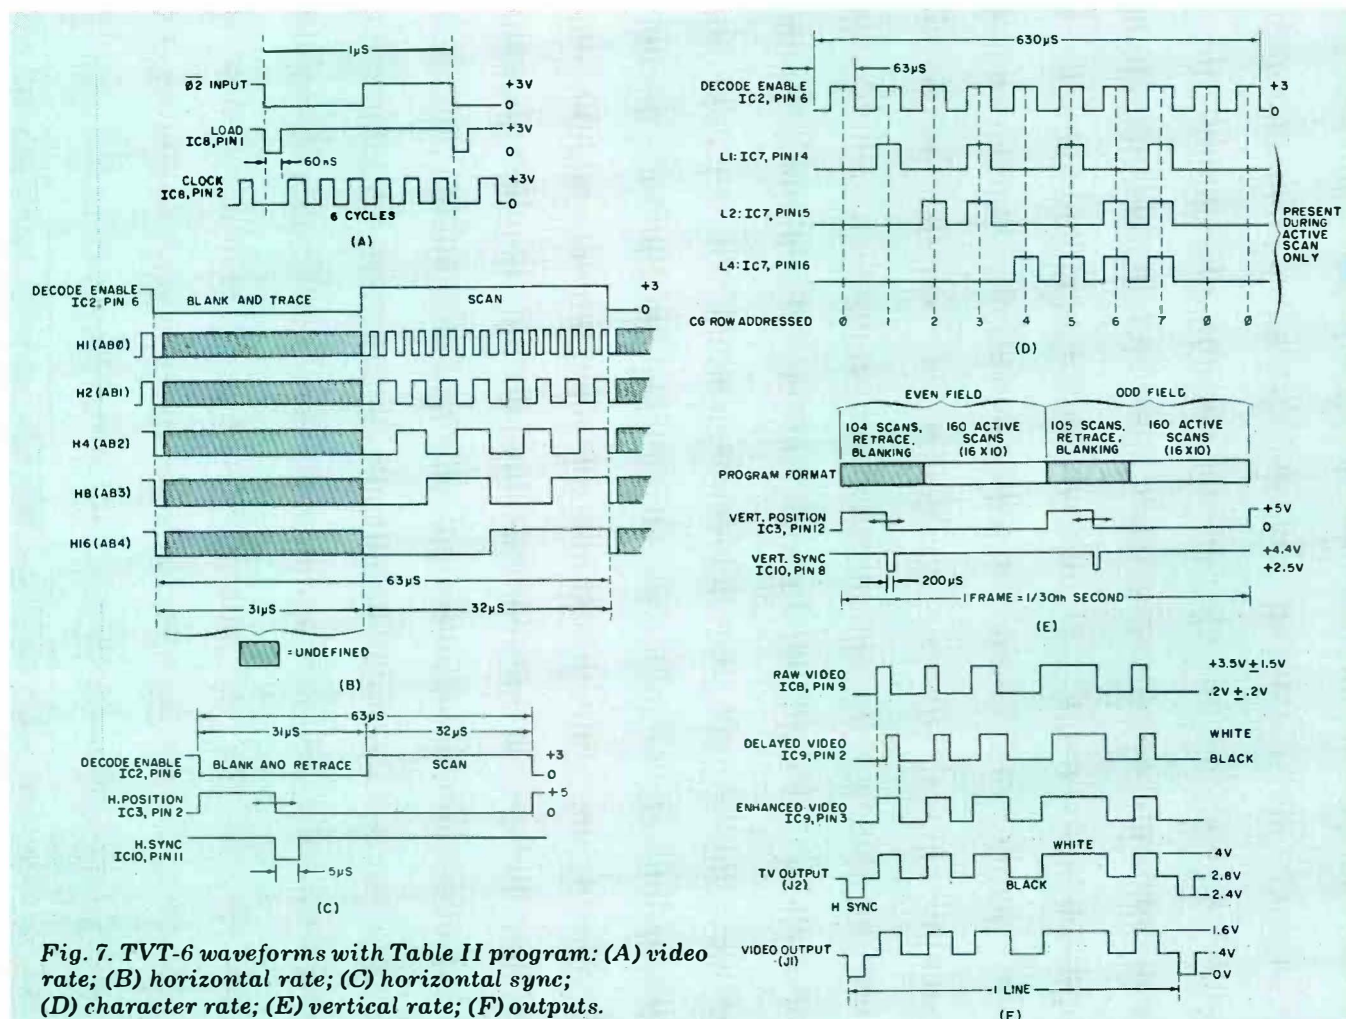 1µS
Ø2 INPUT
+3V
0
LOAD
IC8, PIN 1
+3V
0
60nS
CLOCK
IC8, PIN 2
+3V
0
6 CYCLES
(A)
DECODE ENABLE
IC2, PIN 6
BLANK AND TRACE
SCAN
+3
0
H1 (AB0)
H2 (AB1)
H4 (AB2)
H8 (AB3)
H16 (AB4)
63µS
31µS
32µS
=UNDEFINED
(B)
63µS
31µS
32µS
DECODE ENABLE
IC2, PIN 6
BLANK AND RETRACE
SCAN
+3
0
H.POSITION
IC3, PIN 2
+5
0
H.SYNC
IC10, PIN 11
5µS
(C)
Fig. 7. TVT-6 waveforms with Table II program: (A) video
rate; (B) horizontal rate; (C) horizontal sync;
(D) character rate; (E) vertical rate; (F) outputs.
630µS
63µS
DECODE ENABLE
IC2, PIN 6
+3
0
L1: IC7, PIN 14
L2: IC7, PIN 15
L4: IC7, PIN 16
PRESENT
DURING
ACTIVE
SCAN
ONLY
CG ROW ADDRESSED
0 1 2 3 4 5 6 7 0 0
(D)
EVEN FIELD
ODD FIELD
104 SCANS,
RETRACE,
BLANKING
160 ACTIVE
SCANS
(16 X 10)
105 SCANS,
RETRACE,
BLANKING
160 ACTIVE
SCANS
(16 X 10)
PROGRAM FORMAT
VERT. POSITION
IC3, PIN 12
+5V
0
VERT. SYNC
IC10, PIN 8
+4.4V
+2.5V
200µS
1 FRAME = 1/30th SECOND
(E)
RAW VIDEO
IC8, PIN 9
+3.5V ± 1.5V
.2V ± .2V
DELAYED VIDEO
IC9, PIN 2
WHITE
BLACK
ENHANCED VIDEO
IC9, PIN 3
TV OUTPUT
(J2)
WHITE
BLACK
H SYNC
4V
2.8V
2.4V
VIDEO OUTPUT
(J1)
1.6V
.4V
0V
1 LINE
(F)